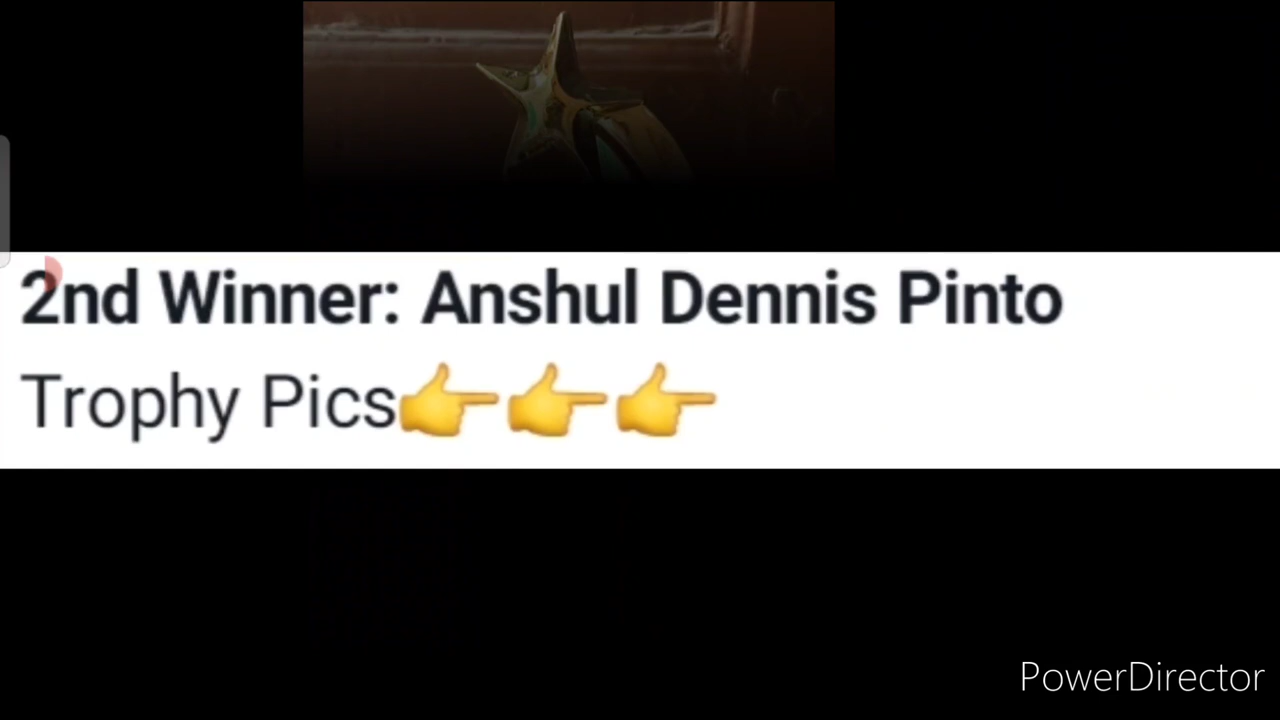 2nd Winner: Anshul Dennis Pinto
Trophy Pics👉👉👉
PowerDirector